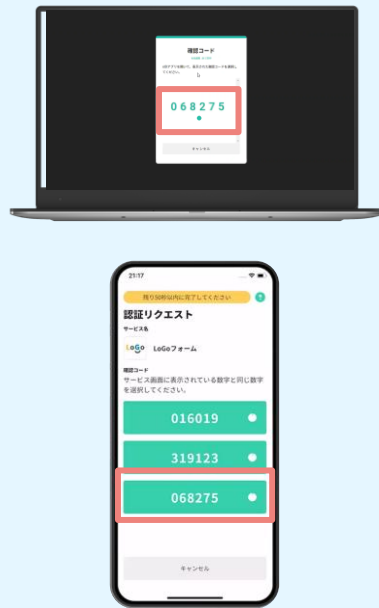 確認コード
068275
キャンセル
21:17
残り50秒以内に完了してください
?
認証リクエスト
サービス名
LoGo
LoGoフォーム
確認コード
サービス画面に表示されている数字と同じ数字
を選択してください。
016019
319123
068275
キャンセル